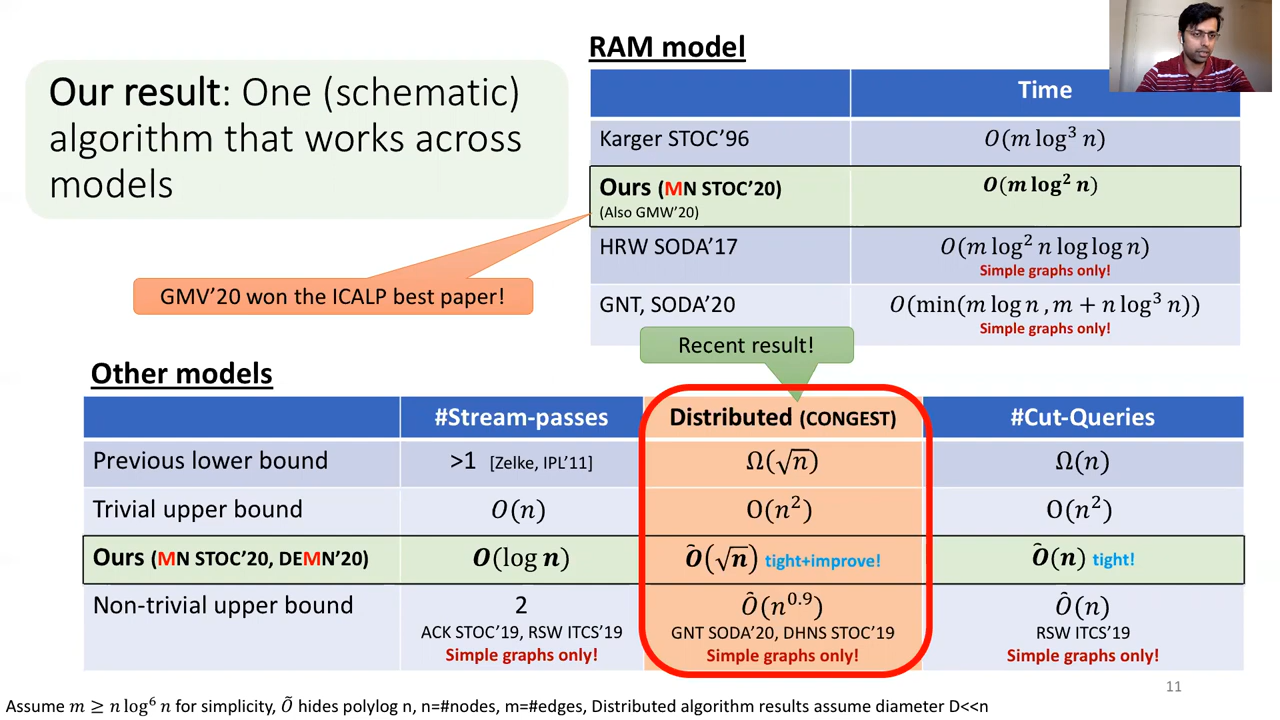 Our result: One (schematic)
algorithm that works across
models
RAM model
Time
Karger STOC’96 O(m log³ n)
Ours (MN STOC’20) O(m log² n)
(Also GMW’20)
HRW SODA’17 O(m log² n log log n)
Simple graphs only!
GNT, SODA’20 O(min(m log n , m + n log³ n))
Simple graphs only!
GMV’20 won the ICALP best paper!
Recent result!
Other models
#Stream-passes Distributed (CONGEST) #Cut-Queries
Previous lower bound >1 [Zelke, IPL’11] Ω(√n) Ω(n)
Trivial upper bound O(n) O(n²) O(n²)
Ours (MN STOC’20, DEMN’20) O(log n) Õ(√n) tight+improve! Õ(n) tight!
Non-trivial upper bound 2 Õ(n⁰·⁹) Õ(n)
ACK STOC’19, RSW ITCS’19 GNT SODA’20, DHNS STOC’19 RSW ITCS’19
Simple graphs only! Simple graphs only! Simple graphs only!
11
Assume m ≥ n log⁶ n for simplicity, Õ hides polylog n, n=#nodes, m=#edges, Distributed algorithm results assume diameter D<<n